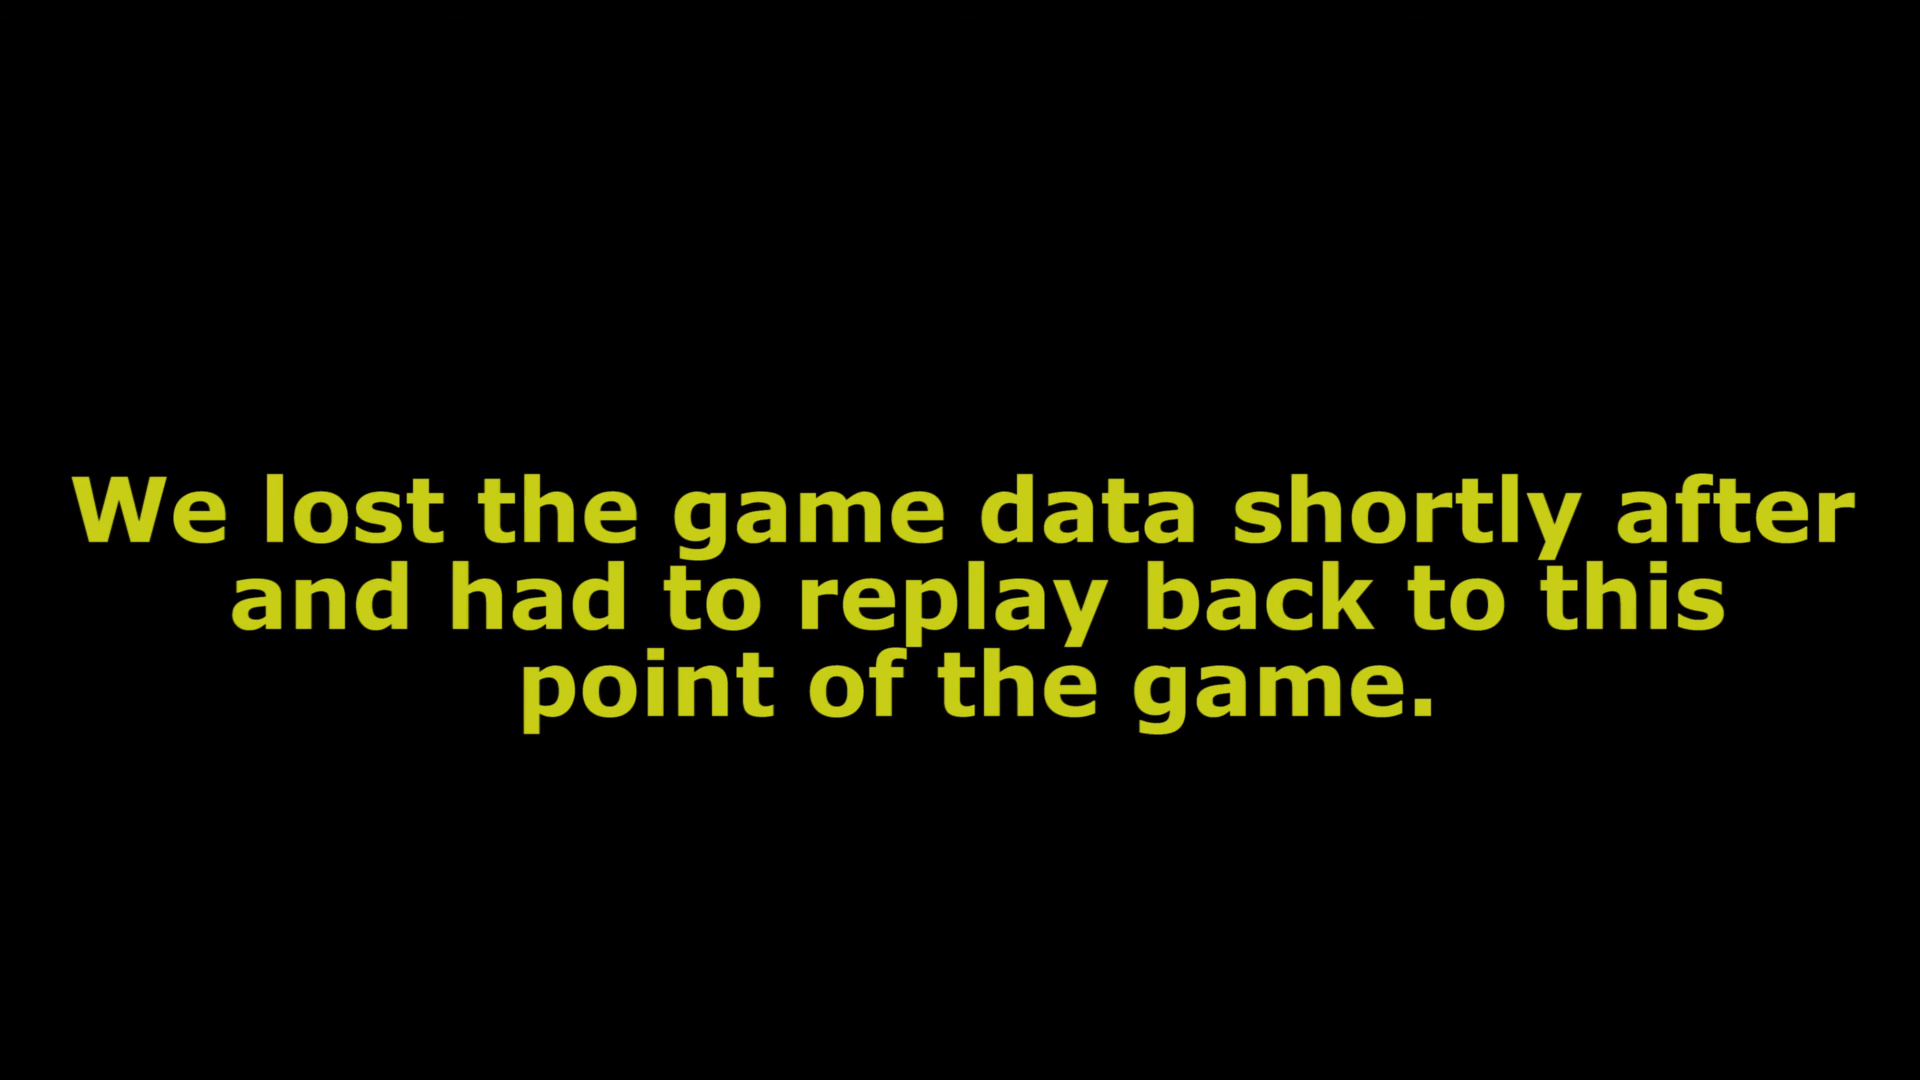 We lost the game data shortly after
and had to replay back to this
point of the game.